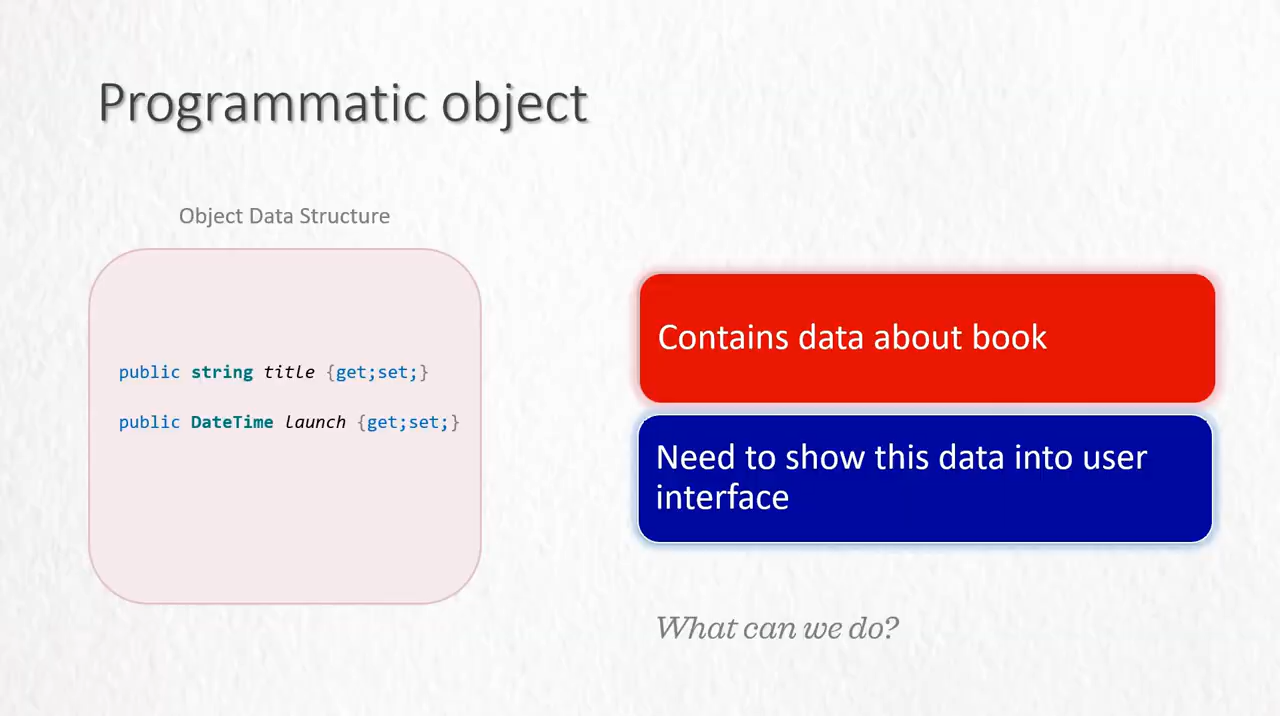 Programmatic object
Object Data Structure
public string title {get;set;}
public DateTime launch {get;set;}
Contains data about book
Need to show this data into user
interface
What can we do?